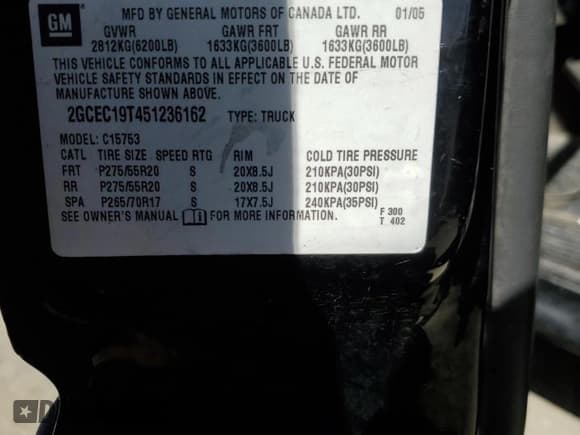 GM
MFD BY GENERAL MOTORS OF CANADA LTD. 01/05
GVWR GAWR FRT GAWR RR
2812KG(6200LB) 1633KG(3600LB) 1633KG(3600LB)
THIS VEHICLE CONFORMS TO ALL APPLICABLE U.S. FEDERAL MOTOR
VEHICLE SAFETY STANDARDS IN EFFECT ON THE DATE OF
MANUFACTURE SHOWN ABOVE.
2GCEC19T451236162 TYPE: TRUCK
MODEL: C15753
CATL TIRE SIZE SPEED RTG RIM COLD TIRE PRESSURE
FRT P275/55R20 S 20X8.5J 210KPA(30PSI)
RR P275/55R20 S 20X8.5J 210KPA(30PSI)
SPA P265/70R17 S 17X7.5J 240KPA(35PSI)
SEE OWNER'S MANUAL i FOR MORE INFORMATION. F 300
T 402